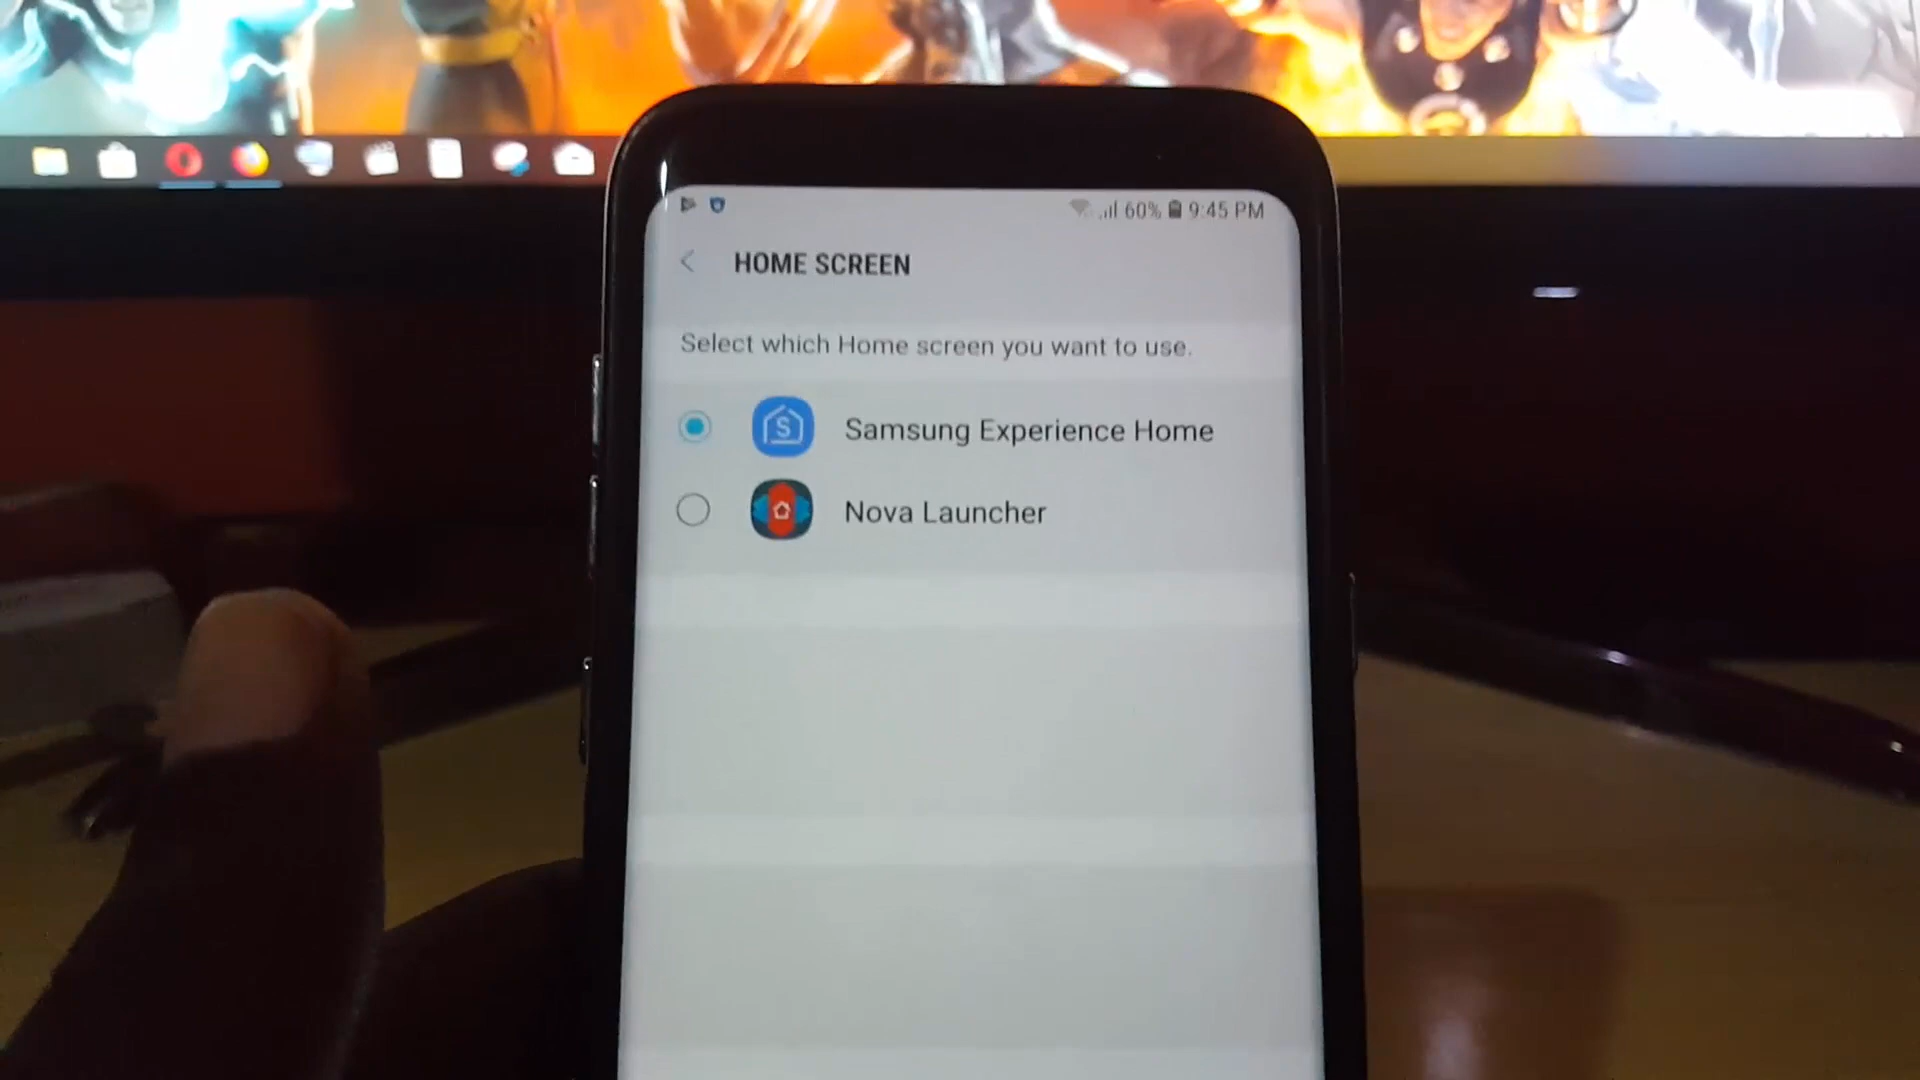 60% 9:45 PM
HOME SCREEN
Select which Home screen you want to use.
S Samsung Experience Home
Nova Launcher